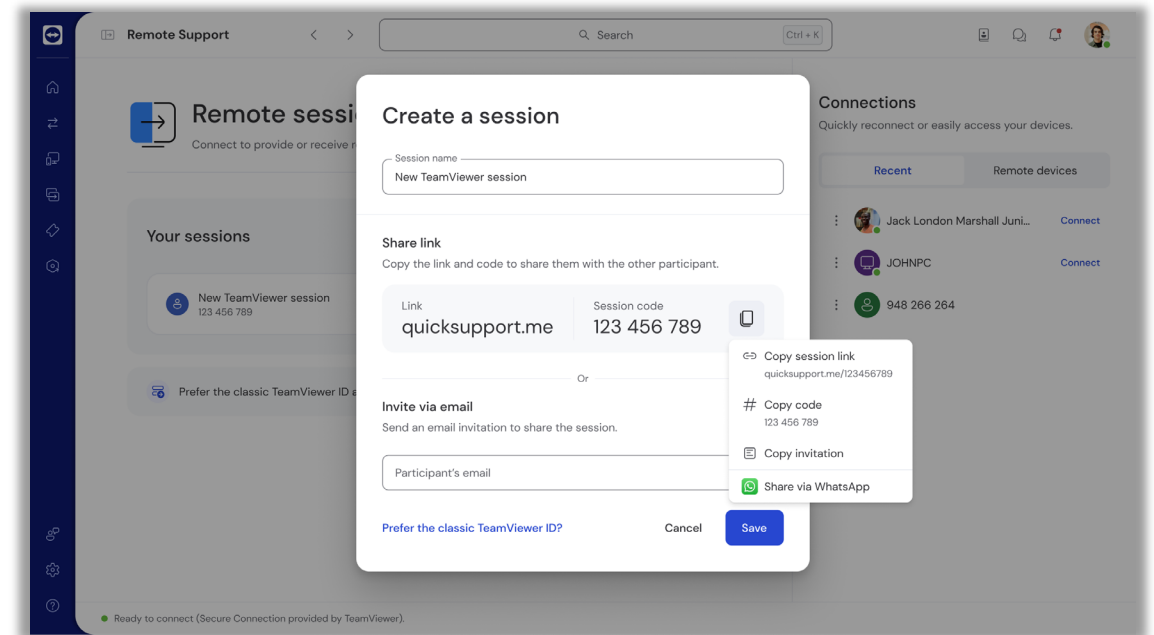 Remote Support
Search
Ctrl + K
Remote sessi
Connect to provide or receive r
Your sessions
New TeamViewer session
123 456 789
Prefer the classic TeamViewer ID a
Create a session
Session name
New TeamViewer session
Share link
Copy the link and code to share them with the other participant.
Link
quicksupport.me
Session code
123 456 789
Or
Invite via email
Send an email invitation to share the session.
Participant's email
Prefer the classic TeamViewer ID?
Cancel
Save
Copy session link
quicksupport.me/123456789
Copy code
123 456 789
Copy invitation
Share via WhatsApp
Connections
Quickly reconnect or easily access your devices.
Recent
Remote devices
Jack London Marshall Juni...
Connect
JOHNPC
Connect
948 266 264
Ready to connect (Secure Connection provided by TeamViewer).